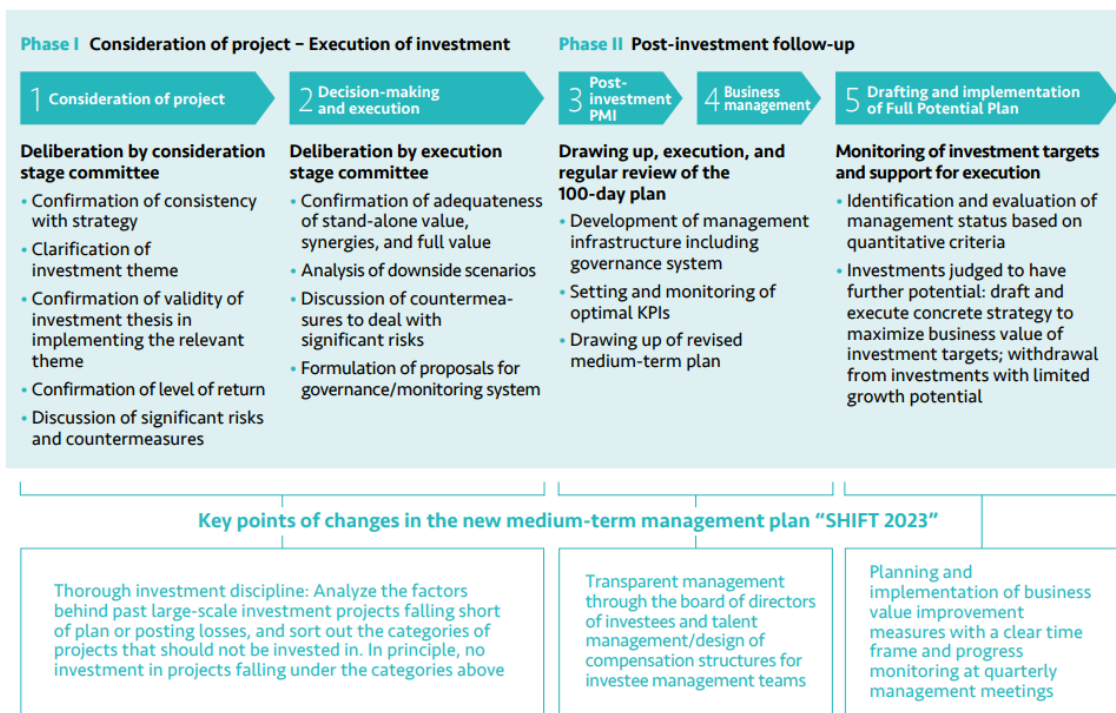 Phase I Consideration of project – Execution of investment
Phase II Post-investment follow-up
1 Consideration of project
2 Decision-making
and execution
3 Post-
investment
PMI
4 Business
management
5 Drafting and implementation
of Full Potential Plan
Deliberation by consideration
stage committee
• Confirmation of consistency
with strategy
• Clarification of
investment theme
• Confirmation of validity of
investment thesis in
implementing the relevant
theme
• Confirmation of level of return
• Discussion of significant risks
and countermeasures
Deliberation by execution
stage committee
• Confirmation of adequateness
of stand-alone value,
synergies, and full value
• Analysis of downside scenarios
• Discussion of countermea-
sures to deal with
significant risks
• Formulation of proposals for
governance/monitoring system
Drawing up, execution, and
regular review of the
100-day plan
• Development of management
infrastructure including
governance system
• Setting and monitoring of
optimal KPIs
• Drawing up of revised
medium-term plan
Monitoring of investment targets
and support for execution
• Identification and evaluation of
management status based on
quantitative criteria
• Investments judged to have
further potential: draft and
execute concrete strategy to
maximize business value of
investment targets; withdrawal
from investments with limited
growth potential
Key points of changes in the new medium-term management plan “SHIFT 2023”
Thorough investment discipline: Analyze the factors
behind past large-scale investment projects falling short
of plan or posting losses, and sort out the categories of
projects that should not be invested in. In principle, no
investment in projects falling under the categories above
Transparent management
through the board of directors
of investees and talent
management/design of
compensation structures for
investee management teams
Planning and
implementation of business
value improvement
measures with a clear time
frame and progress
monitoring at quarterly
management meetings